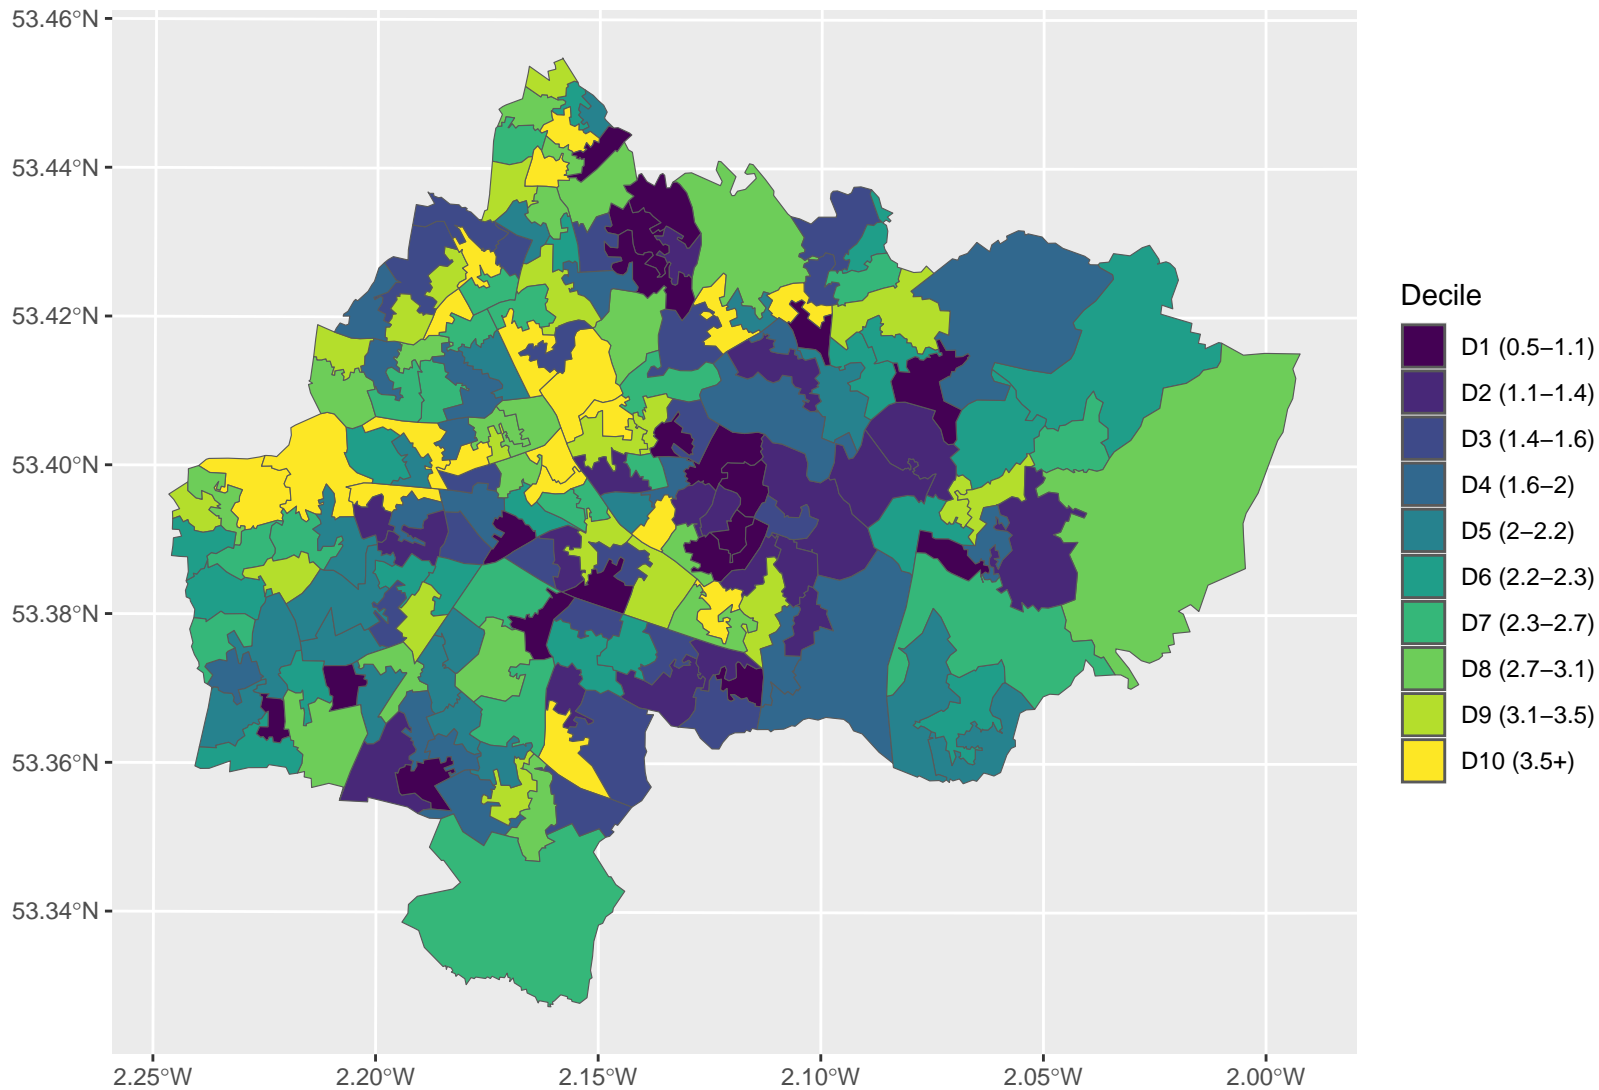 53.46°N
53.44°N
53.42°N
53.40°N
53.38°N
53.36°N
53.34°N
2.25°W
2.20°W
2.15°W
2.10°W
2.05°W
2.00°W
Decile
D1 (0.5–1.1)
D2 (1.1–1.4)
D3 (1.4–1.6)
D4 (1.6–2)
D5 (2–2.2)
D6 (2.2–2.3)
D7 (2.3–2.7)
D8 (2.7–3.1)
D9 (3.1–3.5)
D10 (3.5+)